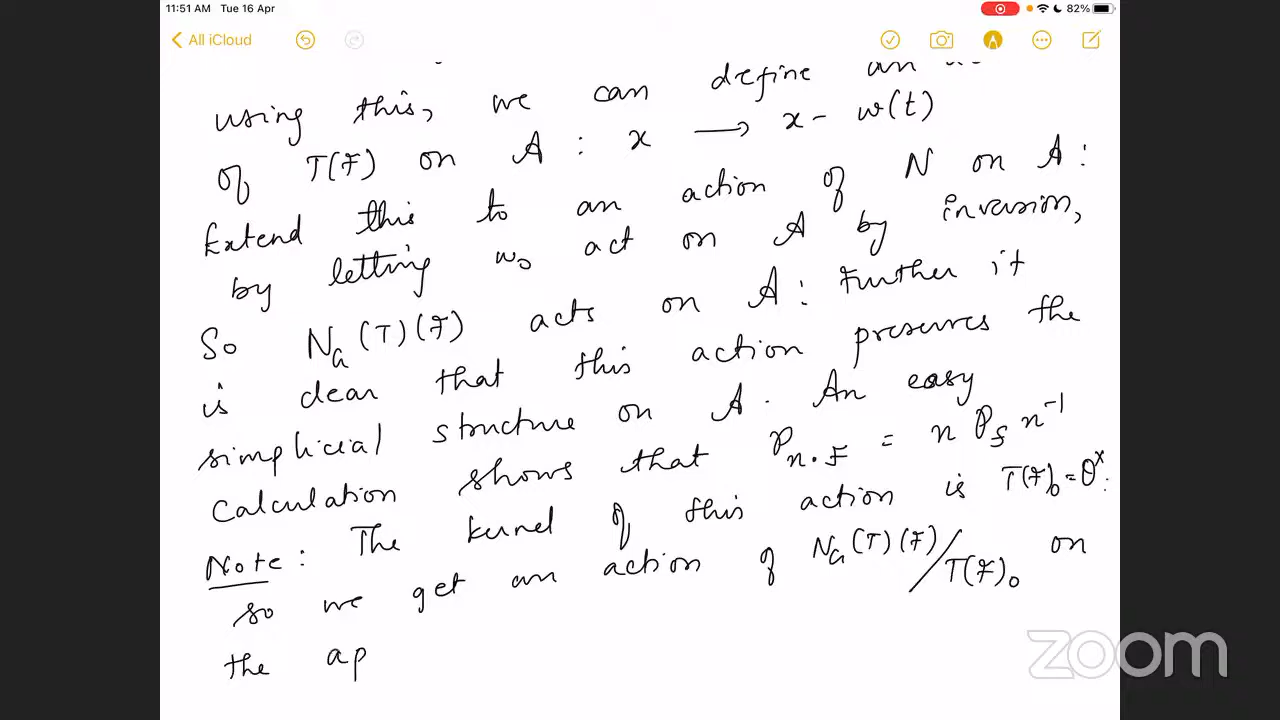 11:51 AM Tue 16 Apr
82%
All iCloud
using this, we can define an
of T(F) on A : x → x - w(t)
Extend this to an action of N on A :
by letting w₀ act on A by inversion,
So N_G(T)(F) acts on A : Further it
is clear that this action preserves the
simplicial structure on A. An easy
calculation shows that P_{n.F} = n P_F n⁻¹
Note : The kernel of this action is T(F)₀ = O^x :
so we get an action of N_G(T)(F)/T(F)₀ on
the ap
zoom